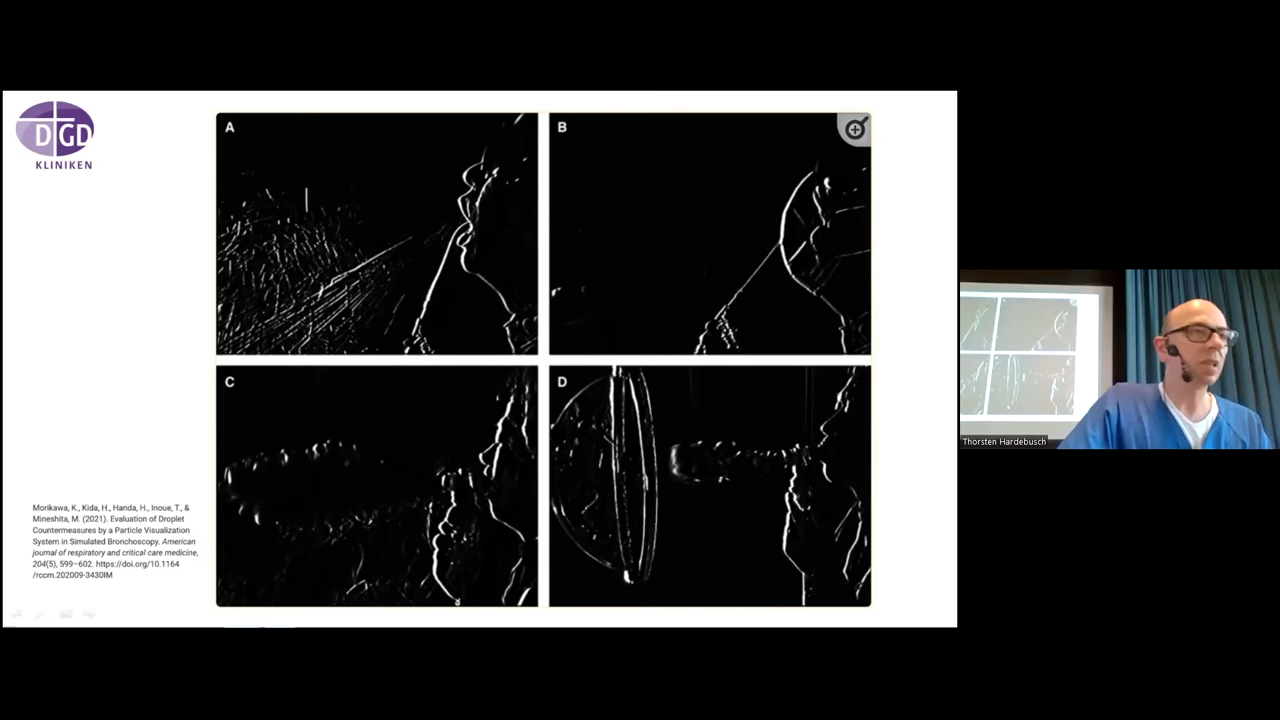 DGD
KLINIKEN
A
B
C
D
Morikawa, K., Kida, H., Handa, H., Inoue, T., &
Mineshita, M. (2021). Evaluation of Droplet
Countermeasures by a Particle Visualization
System in Simulated Bronchoscopy. American
journal of respiratory and critical care medicine,
204(5), 599–602. https://doi.org/10.1164
/rccm.202009-3430IM
Thorsten Hardebusch